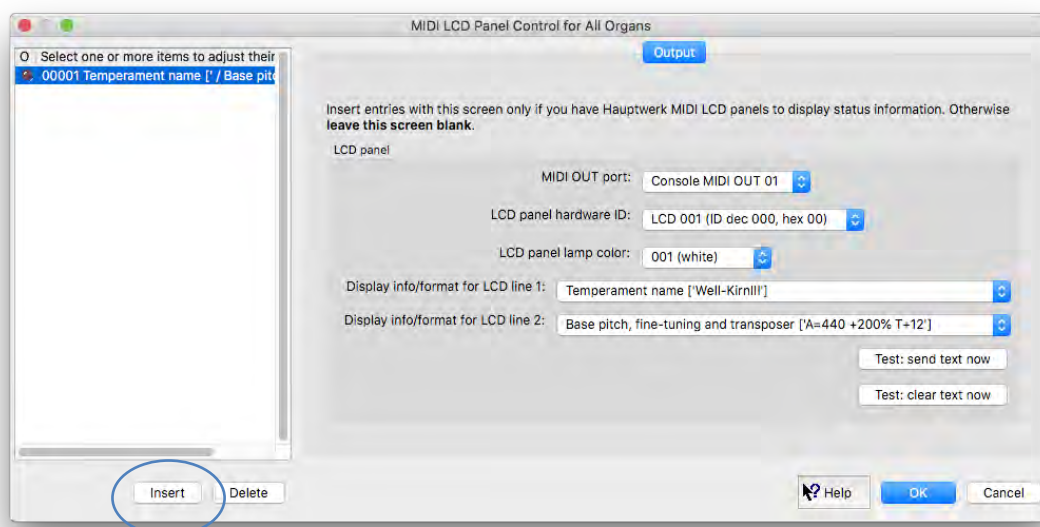 MIDI LCD Panel Control for All Organs
O Select one or more items to adjust their
00001 Temperament name [' / Base pit
Output
Insert entries with this screen only if you have Hauptwerk MIDI LCD panels to display status information. Otherwise
leave this screen blank.
LCD panel
MIDI OUT port: Console MIDI OUT 01
LCD panel hardware ID: LCD 001 (ID dec 000, hex 00)
LCD panel lamp color: 001 (white)
Display info/format for LCD line 1: Temperament name ['Well-KirnIII']
Display info/format for LCD line 2: Base pitch, fine-tuning and transposer ['A=440 +200% T+12']
Test: send text now
Test: clear text now
Insert Delete Help OK Cancel